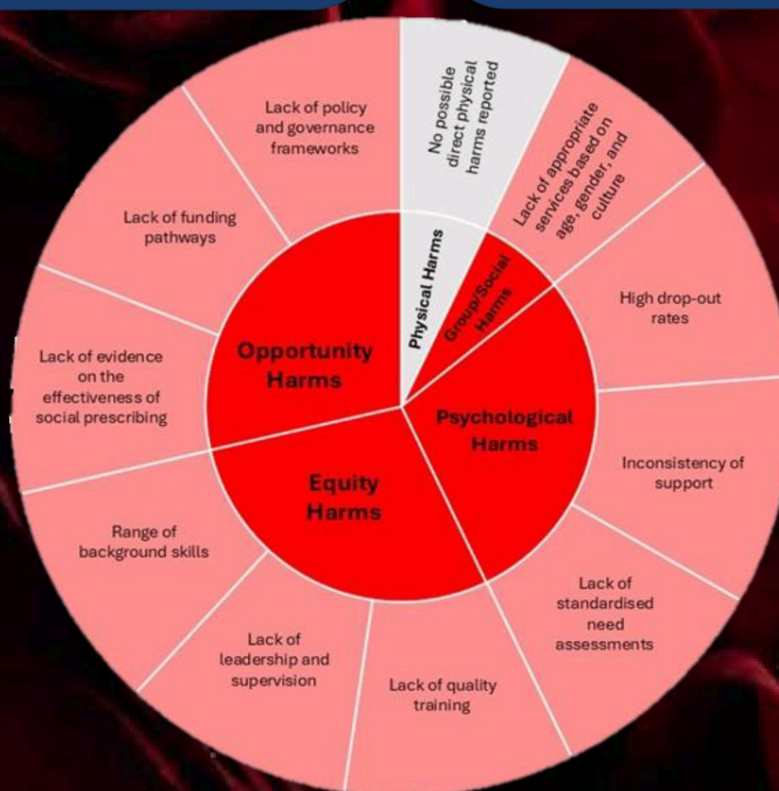 No possible
direct physical
harms reported
Lack of appropriate
services based on
age, gender, and
culture
High drop-out
rates
Inconsistency of
support
Lack of
standardised
need
assessments
Lack of quality
training
Lack of
leadership and
supervision
Range of
background skills
Lack of evidence
on the
effectiveness of
social prescribing
Lack of funding
pathways
Lack of policy
and governance
frameworks
Physical Harms
Group/Social
Harms
Psychological
Harms
Equity
Harms
Opportunity
Harms